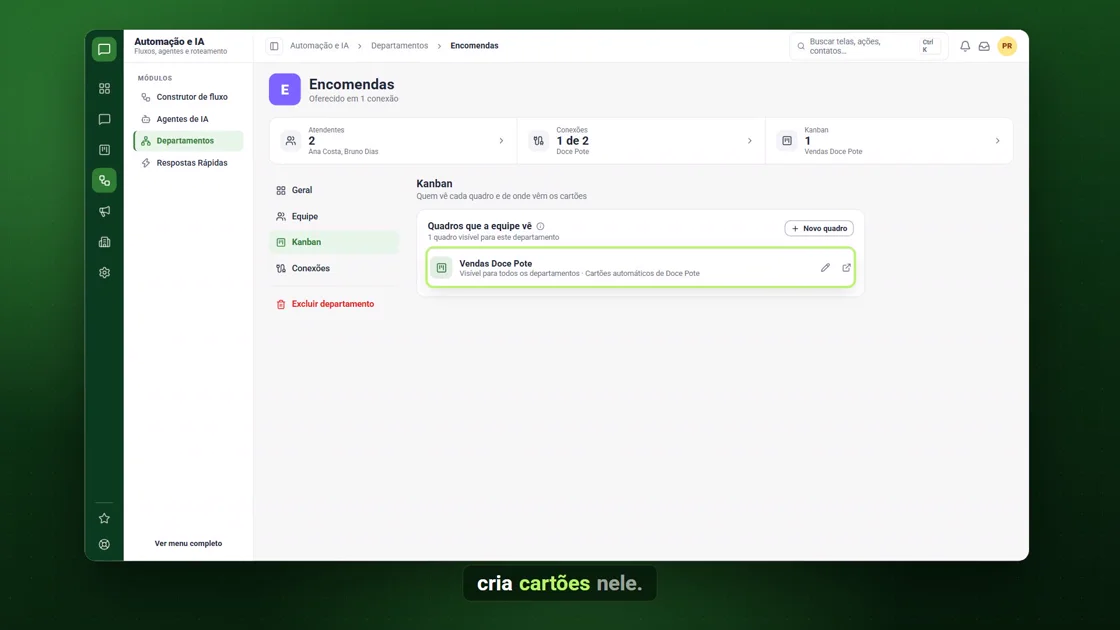 Automação e IA
Fluxos, agentes e roteamento
MÓDULOS
Construtor de fluxo
Agentes de IA
Departamentos
Respostas Rápidas
Ver menu completo
Automação e IA > Departamentos > Encomendas
Buscar telas, ações, contatos…
Ctrl K
PR
E
Encomendas
Oferecido em 1 conexão
Atendentes
2
Ana Costa, Bruno Dias
Conexões
1 de 2
Doce Pote
Kanban
1
Vendas Doce Pote
Geral
Equipe
Kanban
Conexões
Excluir departamento
Kanban
Quem vê cada quadro e de onde vêm os cartões
Quadros que a equipe vê
1 quadro visível para este departamento
+ Novo quadro
Vendas Doce Pote
Visível para todos os departamentos · Cartões automáticos de Doce Pote
cria cartões nele.